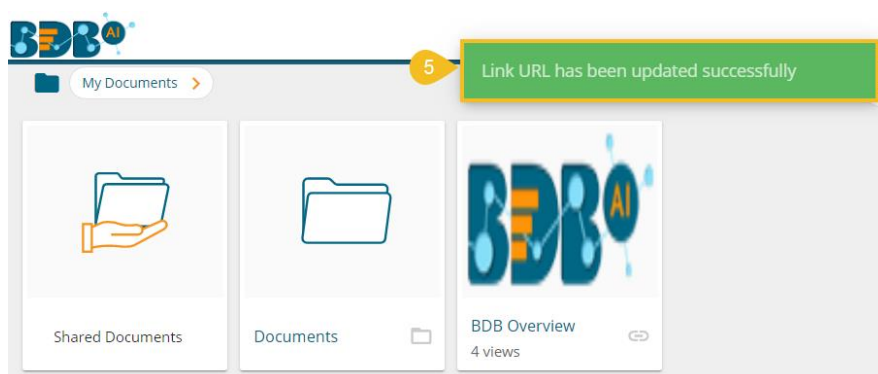 BDB AI
My Documents >
5
Link URL has been updated successfully
BDB AI
Shared Documents
Documents
BDB Overview
4 views